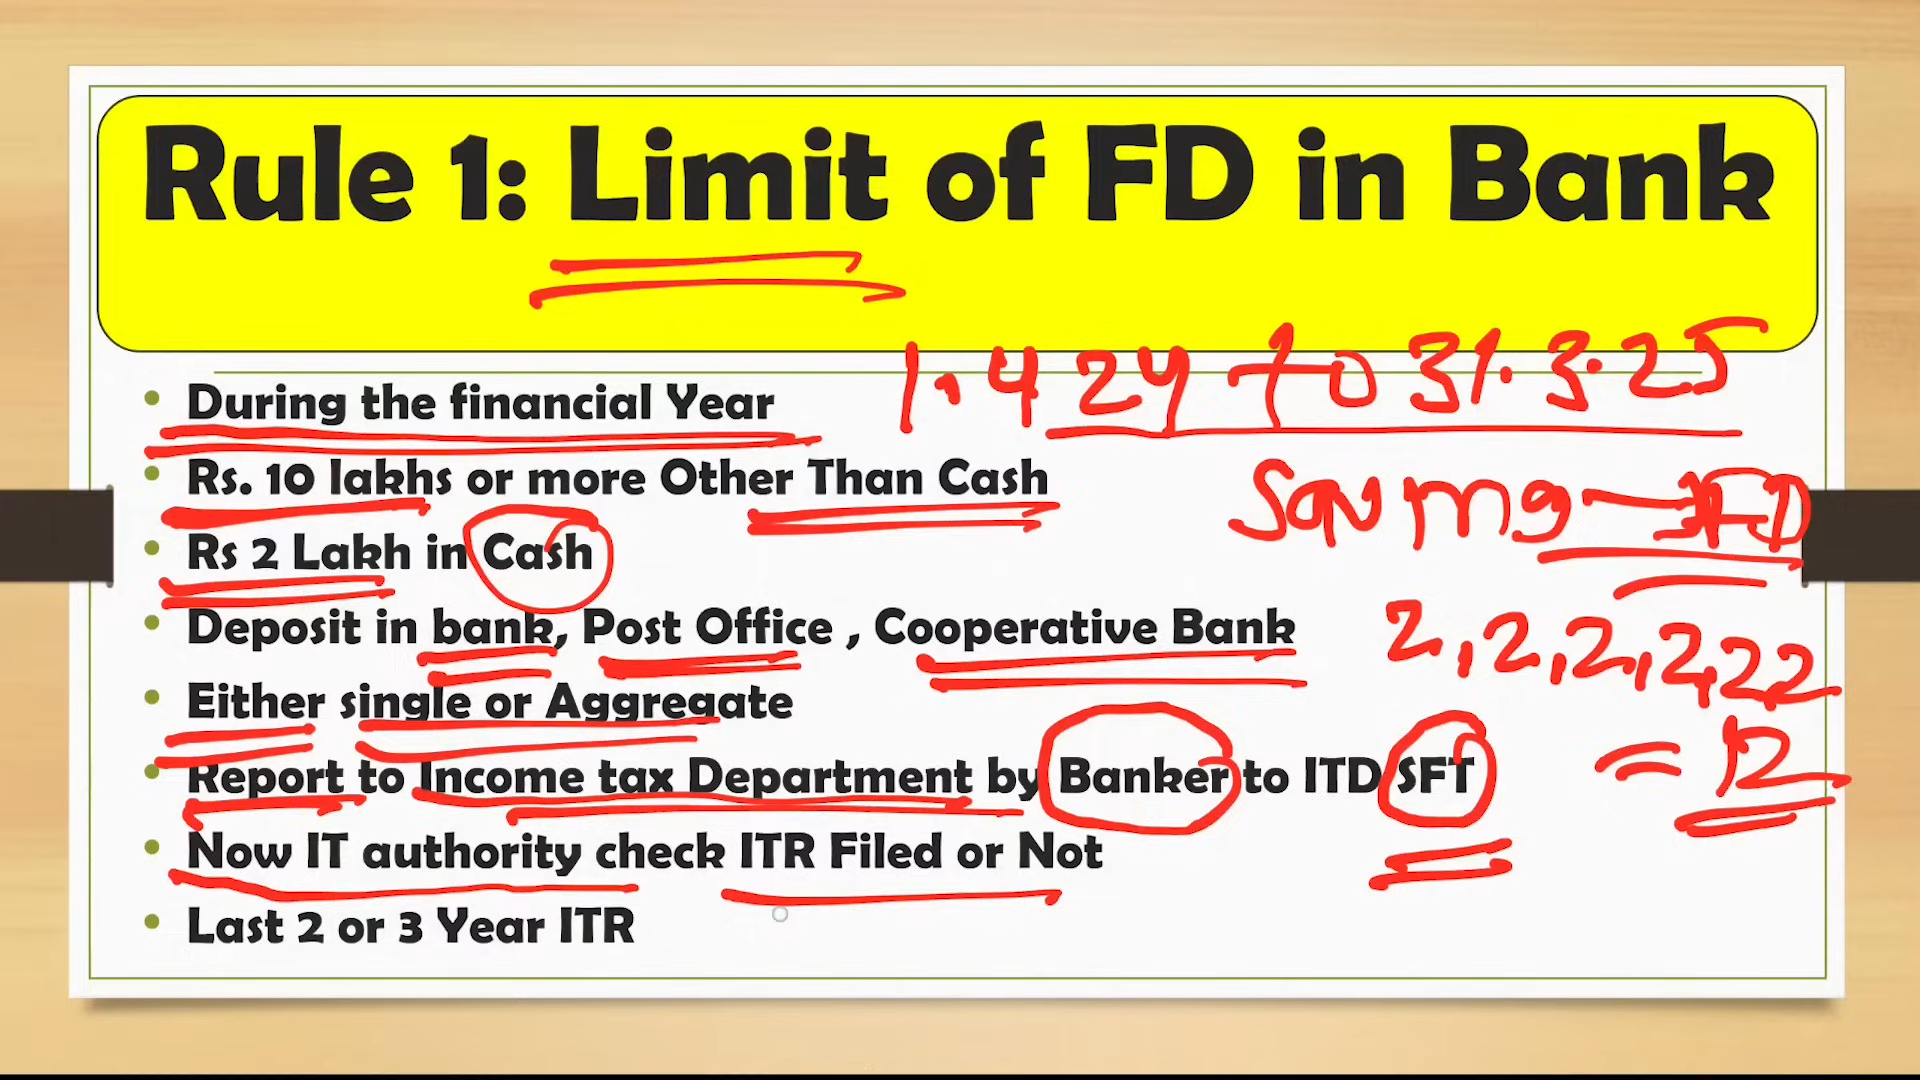 Rule 1: Limit of FD in Bank
1.4 24 to 31.3.25
During the financial Year
Rs. 10 lakhs or more Other Than Cash
Saving → FD
Rs 2 Lakh in Cash
Deposit in bank, Post Office , Cooperative Bank
2, 2, 2, 2, 2 2
Either single or Aggregate
= 12
Report to Income tax Department by Banker to ITD SFT
Now IT authority check ITR Filed or Not
Last 2 or 3 Year ITR